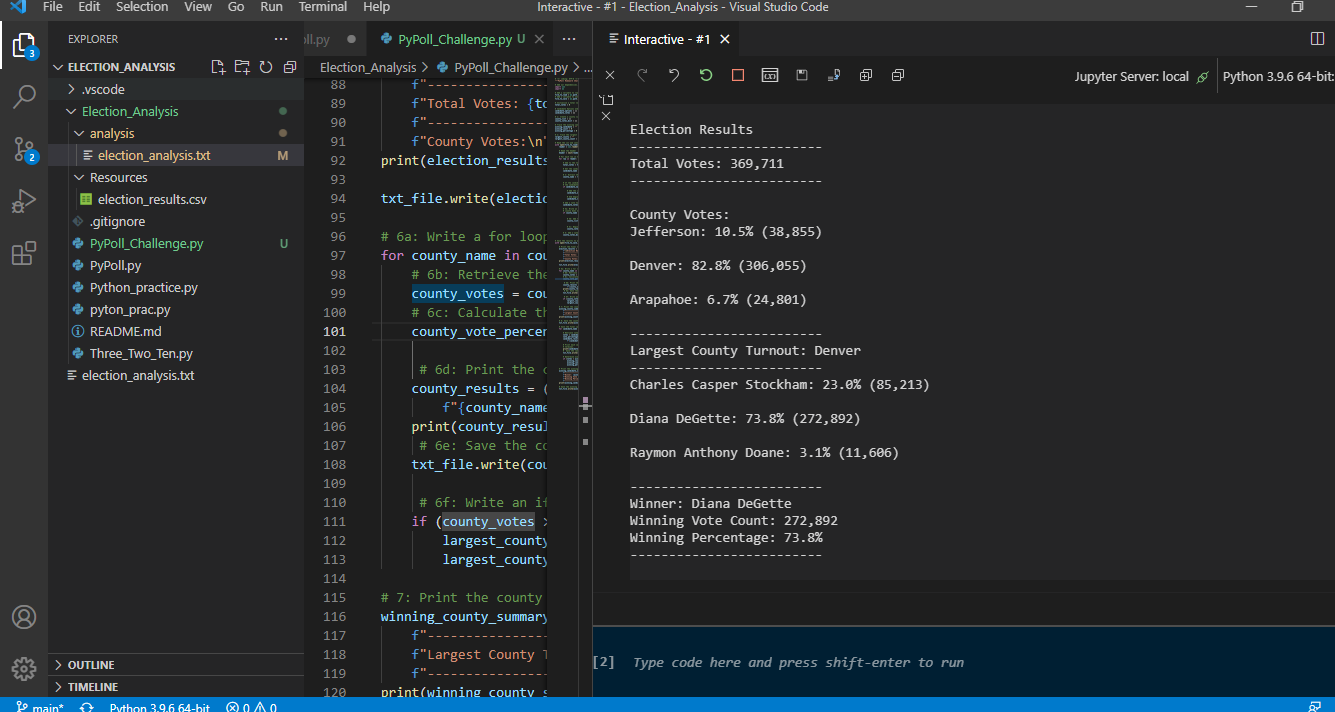 File Edit Selection View Go Run Terminal Help Interactive - #1 - Election_Analysis - Visual Studio Code
EXPLORER
ELECTION_ANALYSIS
.vscode
Election_Analysis
analysis
election_analysis.txt M
Resources
election_results.csv
.gitignore
PyPoll_Challenge.py U
PyPoll.py
Python_practice.py
pyton_prac.py
README.md
Three_Two_Ten.py
election_analysis.txt
OUTLINE
TIMELINE
3
2
ll.py PyPoll_Challenge.py U
Election_Analysis > PyPoll_Challenge.py > ...
88 f"---------------
89 f"Total Votes: {to
90 f"---------------
91 f"County Votes:\n
92 print(election_results
93
94 txt_file.write(electio
95
96 # 6a: Write a for loop
97 for county_name in cou
98 # 6b: Retrieve the
99 county_votes = cou
100 # 6c: Calculate th
101 county_vote_percen
102
103 # 6d: Print the c
104 county_results = (
105 f"{county_name
106 print(county_resul
107 # 6e: Save the co
108 txt_file.write(cou
109
110 # 6f: Write an if
111 if (county_votes >
112 largest_county
113 largest_county
114
115 # 7: Print the county
116 winning_county_summary
117 f"---------------
118 f"Largest County T
119 f"---------------
120 print(winning_county_s
Interactive - #1
Jupyter Server: local Python 3.9.6 64-bit:
Election Results
-------------------------
Total Votes: 369,711
-------------------------
County Votes:
Jefferson: 10.5% (38,855)
Denver: 82.8% (306,055)
Arapahoe: 6.7% (24,801)
-------------------------
Largest County Turnout: Denver
-------------------------
Charles Casper Stockham: 23.0% (85,213)
Diana DeGette: 73.8% (272,892)
Raymon Anthony Doane: 3.1% (11,606)
-------------------------
Winner: Diana DeGette
Winning Vote Count: 272,892
Winning Percentage: 73.8%
-------------------------
[2] Type code here and press shift-enter to run
main* Python 3.9.6 64-bit 0 0